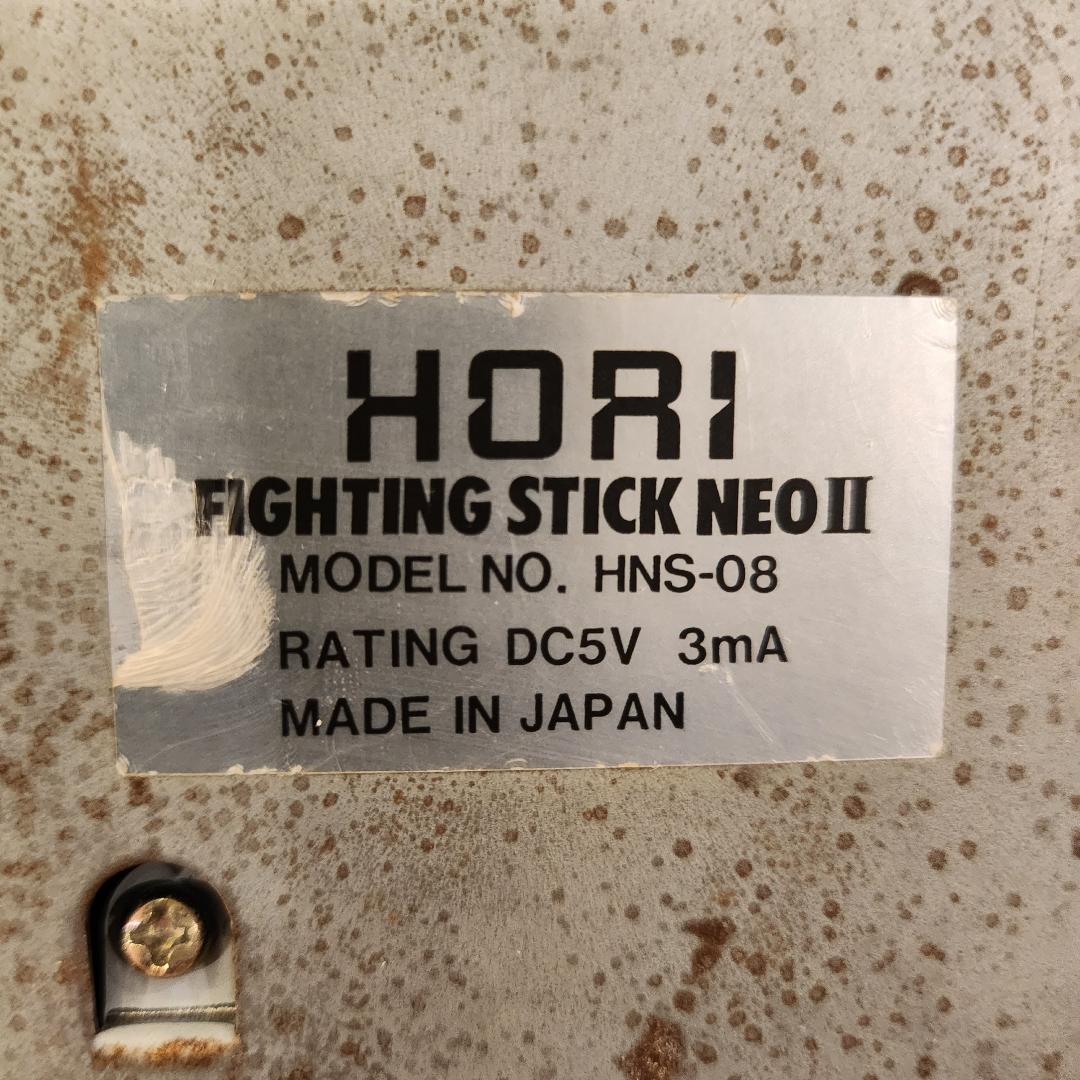 HORI
FIGHTING STICK NEO II
MODEL NO. HNS-08
RATING DC5V 3mA
MADE IN JAPAN